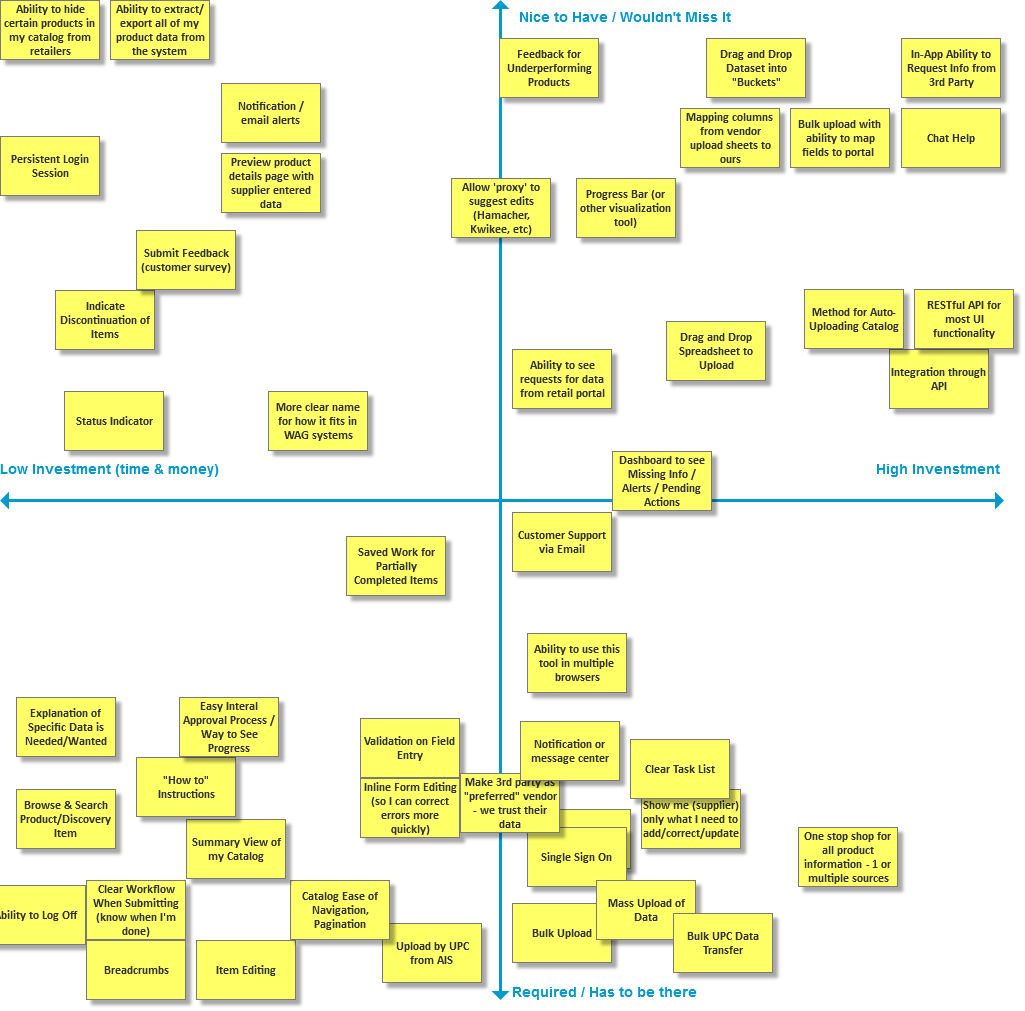 Ability to hide
certain products in
my catalog from
retailers
Ability to extract/
export all of my
product data from
the system
Nice to Have / Wouldn't Miss It
Feedback for
Underperforming
Products
Drag and Drop
Dataset into
"Buckets"
In-App Ability to
Request Info from
3rd Party
Notification /
email alerts
Mapping columns
from vendor
upload sheets to
ours
Bulk upload with
ability to map
fields to portal
Chat Help
Persistent Login
Session
Preview product
details page with
supplier entered
data
Allow 'proxy' to
suggest edits
(Hamacher,
Kwikee, etc)
Progress Bar (or
other visualization
tool)
Submit Feedback
(customer survey)
Indicate
Discontinuation of
Items
Method for Auto-
Uploading Catalog
RESTful API for
most UI
functionality
Drag and Drop
Spreadsheet to
Upload
Ability to see
requests for data
from retail portal
Integration through
API
Status Indicator
More clear name
for how it fits in
WAG systems
Low Investment (time & money)
High Invenstment
Dashboard to see
Missing Info /
Alerts / Pending
Actions
Customer Support
via Email
Saved Work for
Partially
Completed Items
Ability to use this
tool in multiple
browsers
Explanation of
Specific Data is
Needed/Wanted
Easy Interal
Approval Process /
Way to See
Progress
Validation on Field
Entry
Notification or
message center
Clear Task List
"How to"
Instructions
Inline Form Editing
(so I can correct
errors more
quickly)
Make 3rd party as
"preferred" vendor
- we trust their
data
Show me (supplier)
only what I need to
add/correct/update
Browse & Search
Product/Discovery
Item
Summary View of
my Catalog
Single Sign On
One stop shop for
all product
information - 1 or
multiple sources
bility to Log Off
Clear Workflow
When Submitting
(know when I'm
done)
Catalog Ease of
Navigation,
Pagination
Mass Upload of
Data
Bulk Upload
Bulk UPC Data
Transfer
Upload by UPC
from AIS
Breadcrumbs
Item Editing
Required / Has to be there